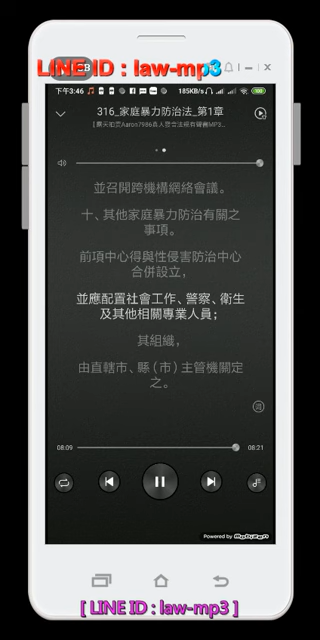 LINE ID : law-mp3
下午3:46
185KB/s
316_家庭暴力防治法_第1章
並召開跨機構網絡會議。
十、其他家庭暴力防治有關之
事項。
前項中心得與性侵害防治中心
合併設立，
並應配置社會工作、警察、衛生
及其他相關專業人員；
其組織，
由直轄市、縣（市）主管機關定
之。
08:09
08:21
Powered by
[ LINE ID : law-mp3 ]